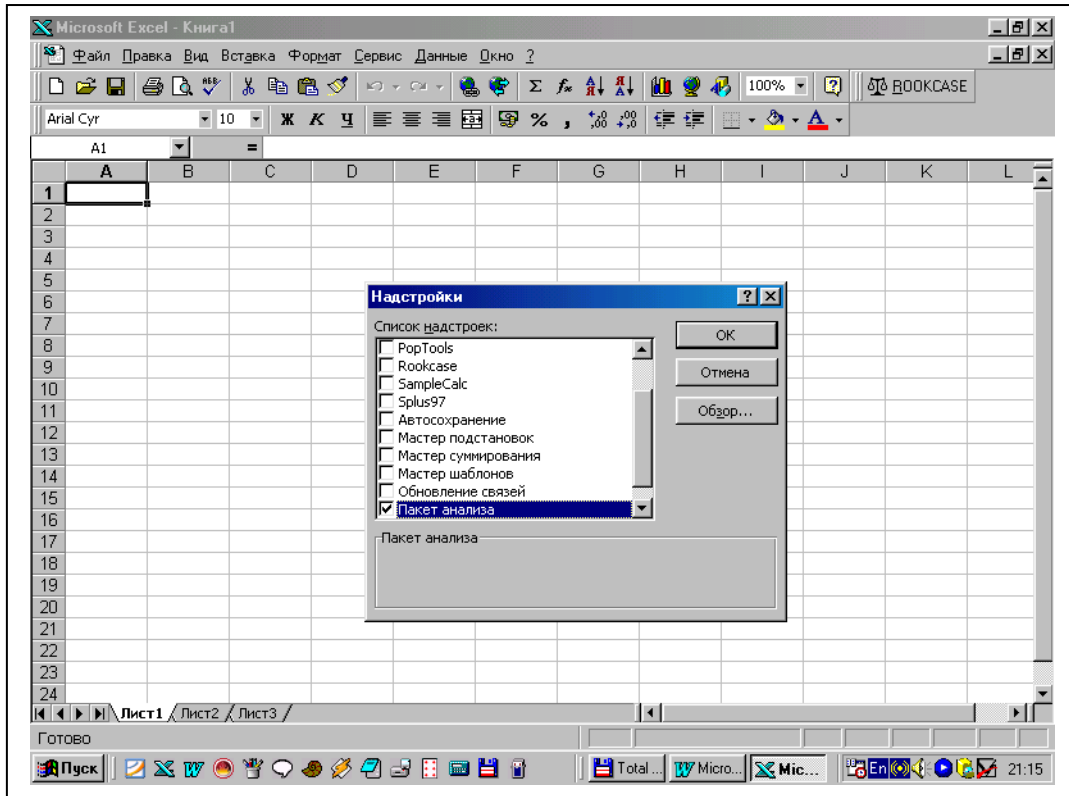 Microsoft Excel - Книга1
Файл Правка Вид Вставка Формат Сервис Данные Окно ?
100% ROOKCASE
Arial Cyr 10 Ж К Ч %
A1 =
A B C D E F G H I J K L
1
2
3
4
5
6
7
8
9
10
11
12
13
14
15
16
17
18
19
20
21
22
23
24
Надстройки
Список надстроек:
PopTools
Rookcase
SampleCalc
Splus97
Автосохранение
Мастер подстановок
Мастер суммирования
Мастер шаблонов
Обновление связей
Пакет анализа
OK
Отмена
Обзор...
Пакет анализа
Лист1 Лист2 Лист3
Готово
Пуск Total ... Micro... Mic... En 21:15